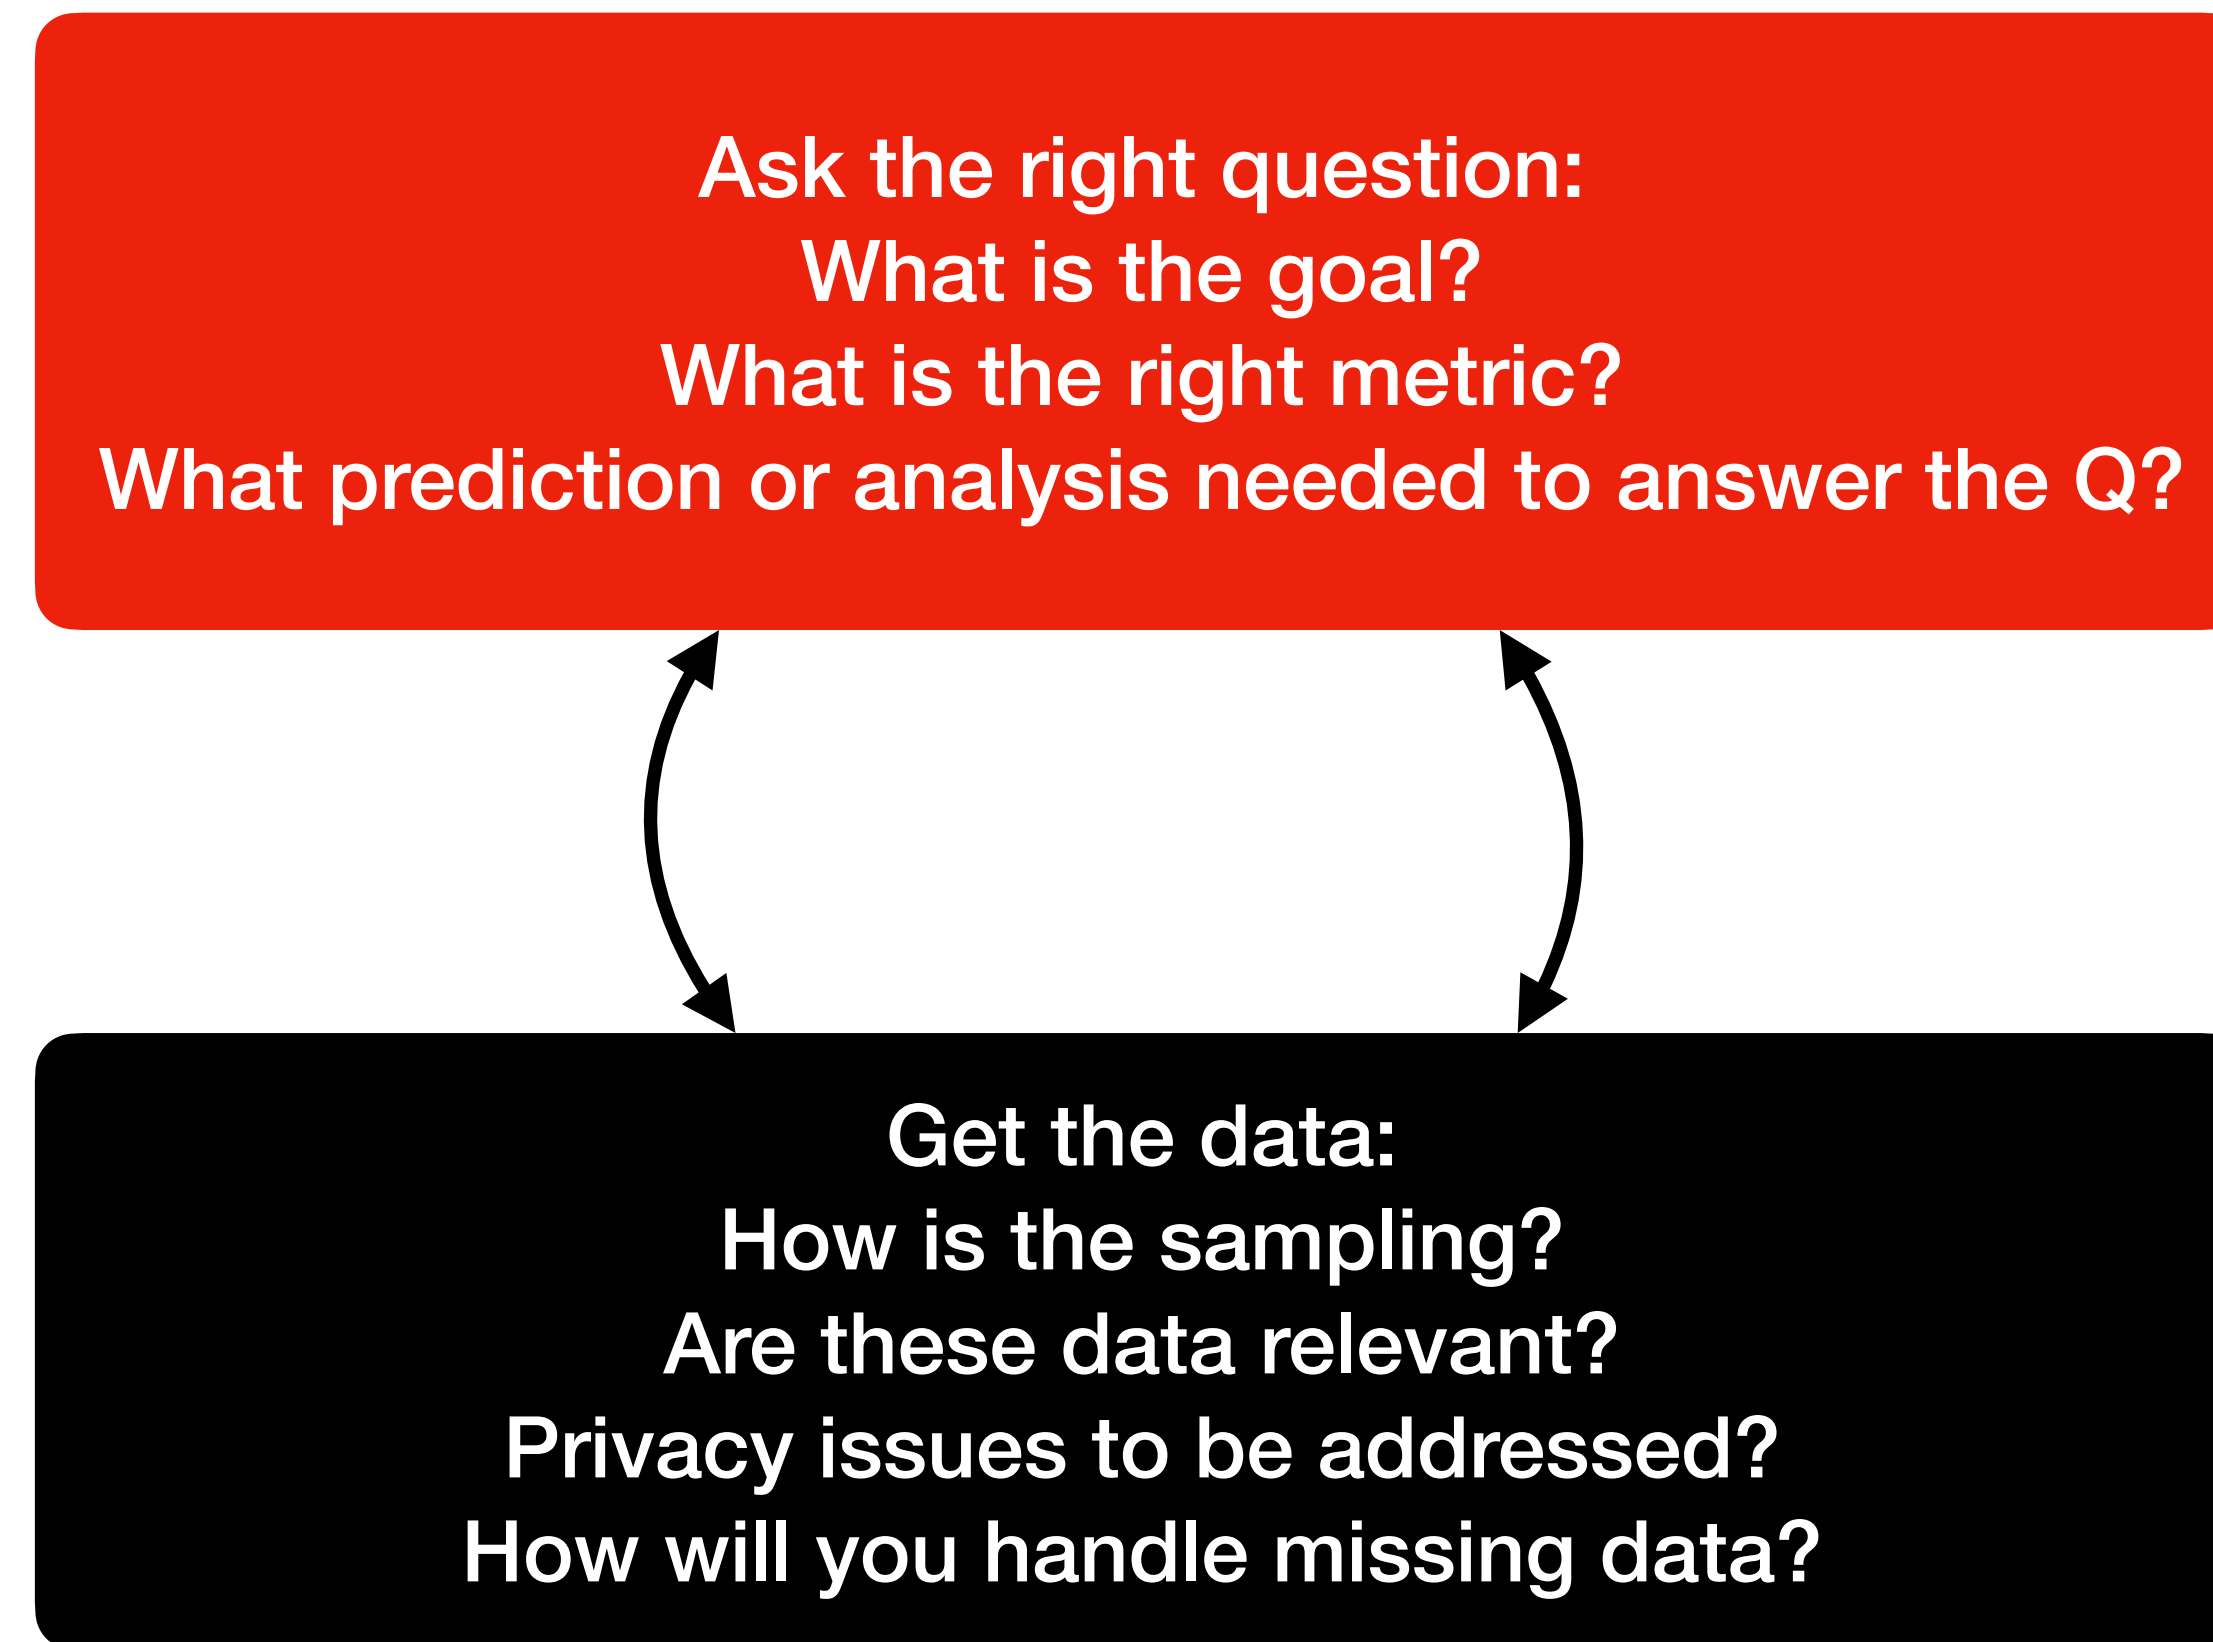 Ask the right question:
What is the goal?
What is the right metric?
What prediction or analysis needed to answer the Q?
Get the data:
How is the sampling?
Are these data relevant?
Privacy issues to be addressed?
How will you handle missing data?